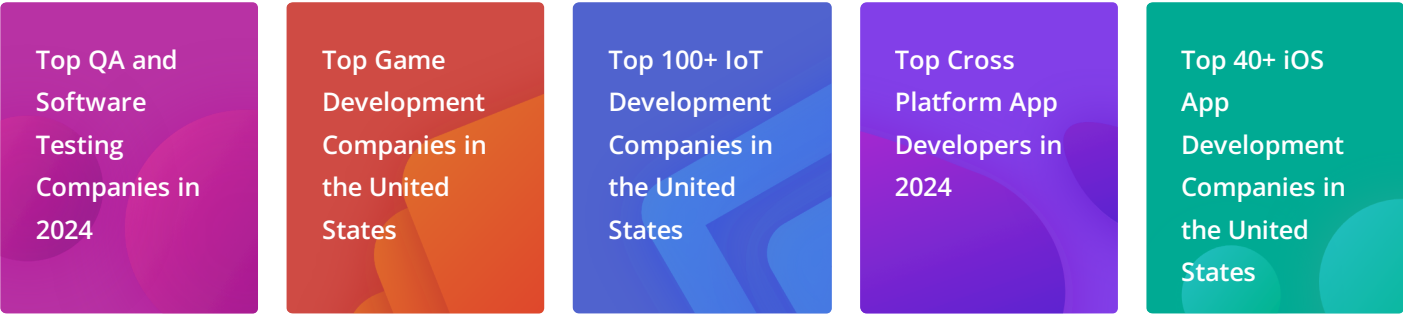 Top QA and
Software
Testing
Companies in
2024
Top Game
Development
Companies in
the United
States
Top 100+ IoT
Development
Companies in
the United
States
Top Cross
Platform App
Developers in
2024
Top 40+ iOS
App
Development
Companies in
the United
States